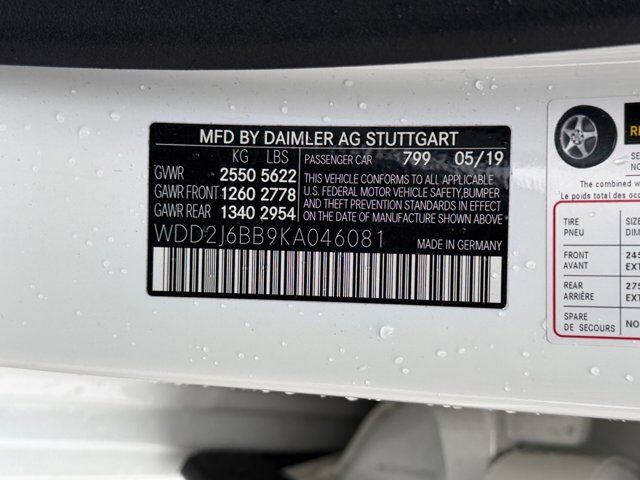 MFD BY DAIMLER AG STUTTGART
KG LBS
GVWR 2550 5622
GAWR FRONT 1260 2778
GAWR REAR 1340 2954
PASSENGER CAR 799 05/19
THIS VEHICLE CONFORMS TO ALL APPLICABLE
U.S. FEDERAL MOTOR VEHICLE SAFETY, BUMPER
AND THEFT PREVENTION STANDARDS IN EFFECT
ON THE DATE OF MANUFACTURE SHOWN ABOVE
WDD2J6BB9KA046081 MADE IN GERMANY
The combined w
Le poids total des occ
TIRE
PNEU
FRONT
AVANT
REAR
ARRIÈRE
SPARE
DE SECOURS